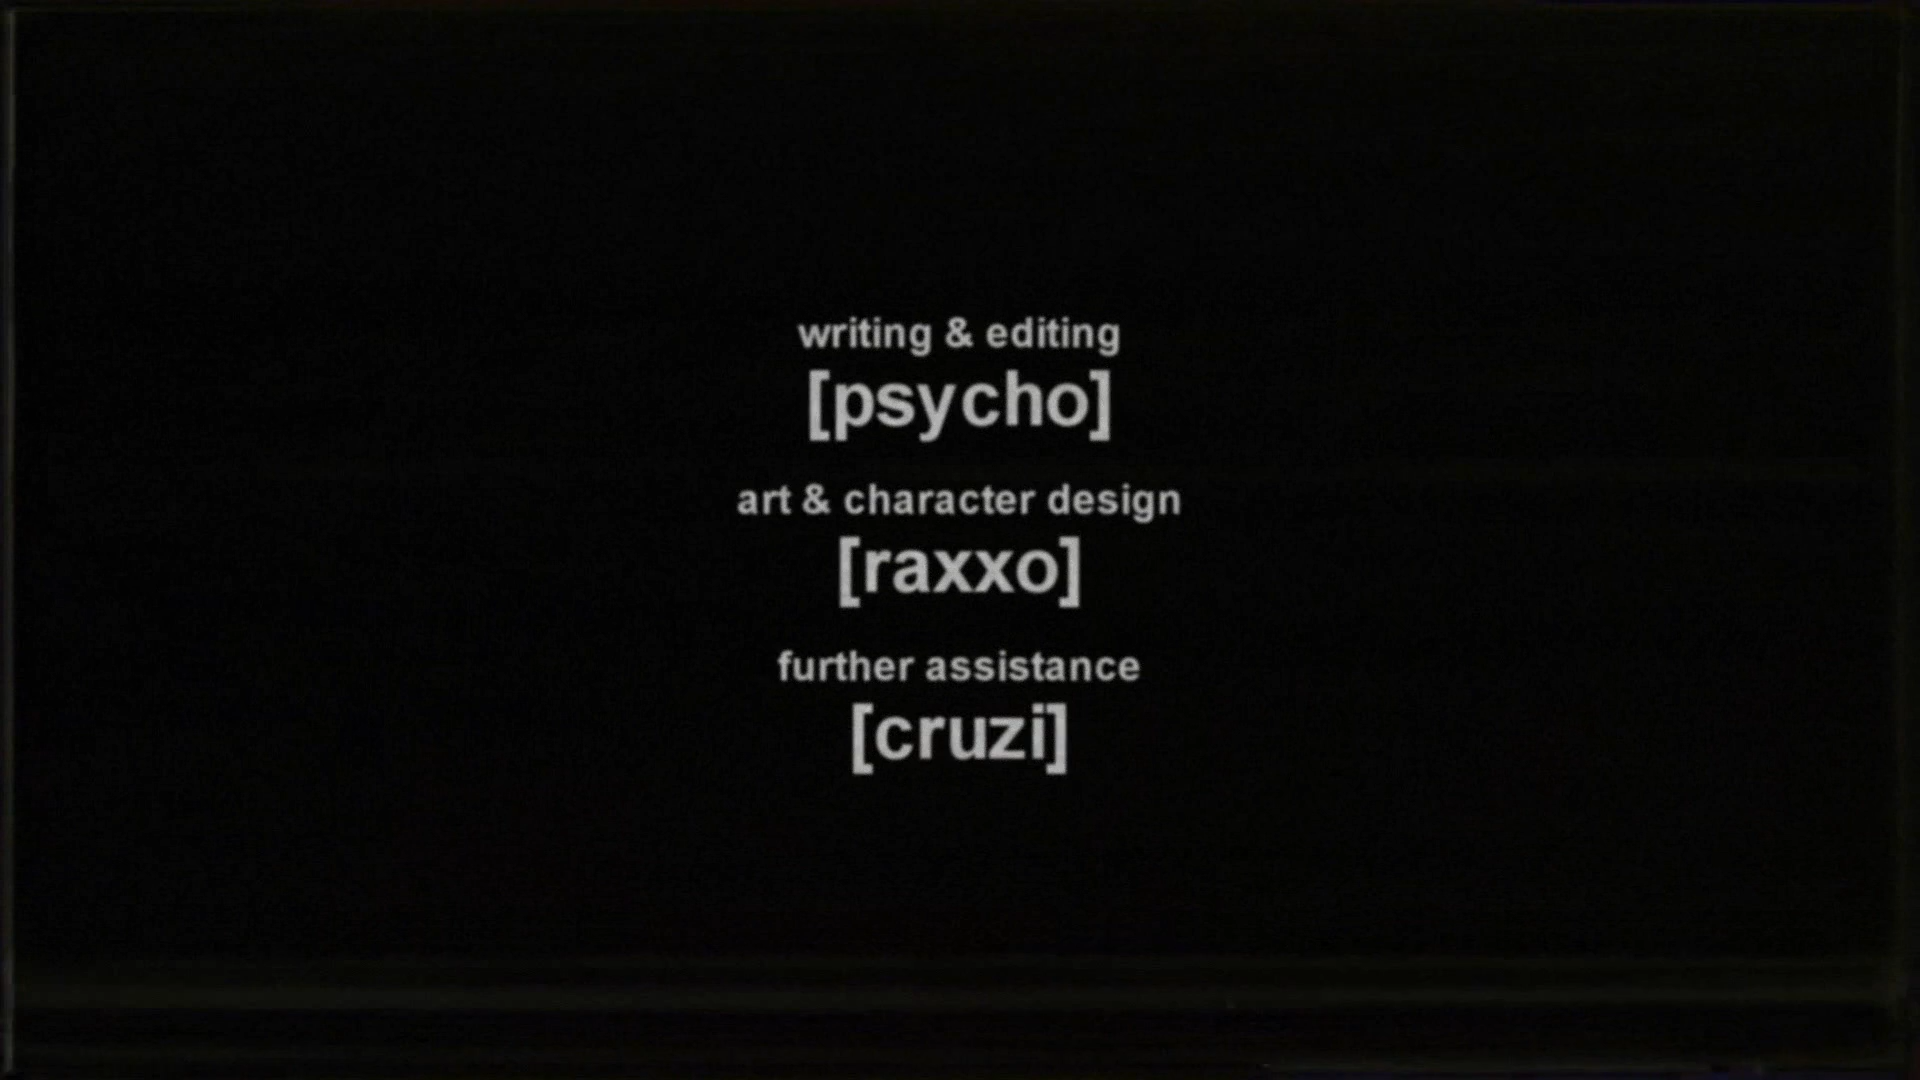 writing & editing
[psycho]
art & character design
[raxxo]
further assistance
[cruzi]